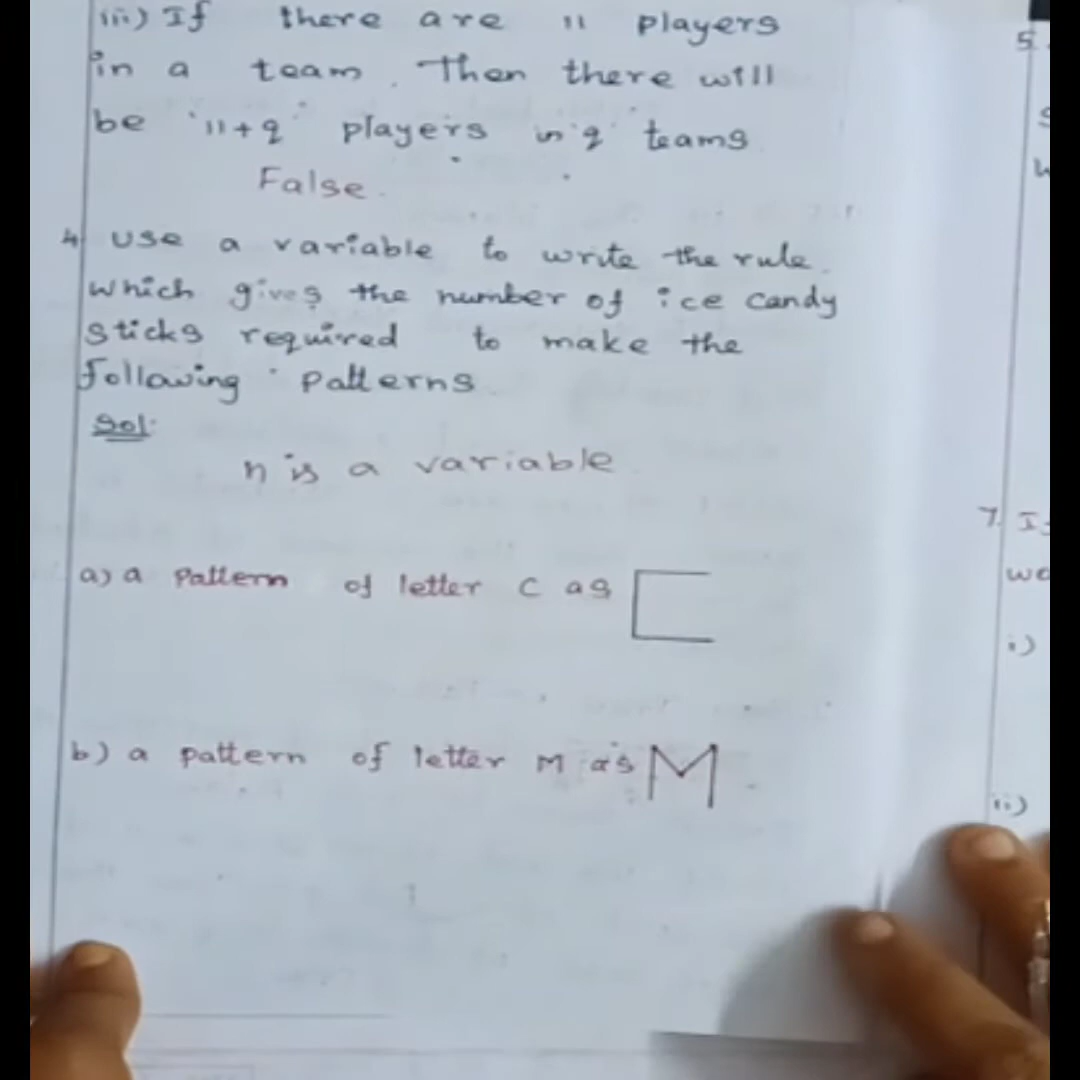 iii) If there are 11 players
in a team. Then there will
be '11+q' players in 'q' teams
False.
4 Use a variable to write the rule.
which gives the number of ice candy
sticks required to make the
following patterns
Sol:
n is a variable
a) a Pattern of letter C as
b) a pattern of letter M as M
5.
7. I
i)
ii)